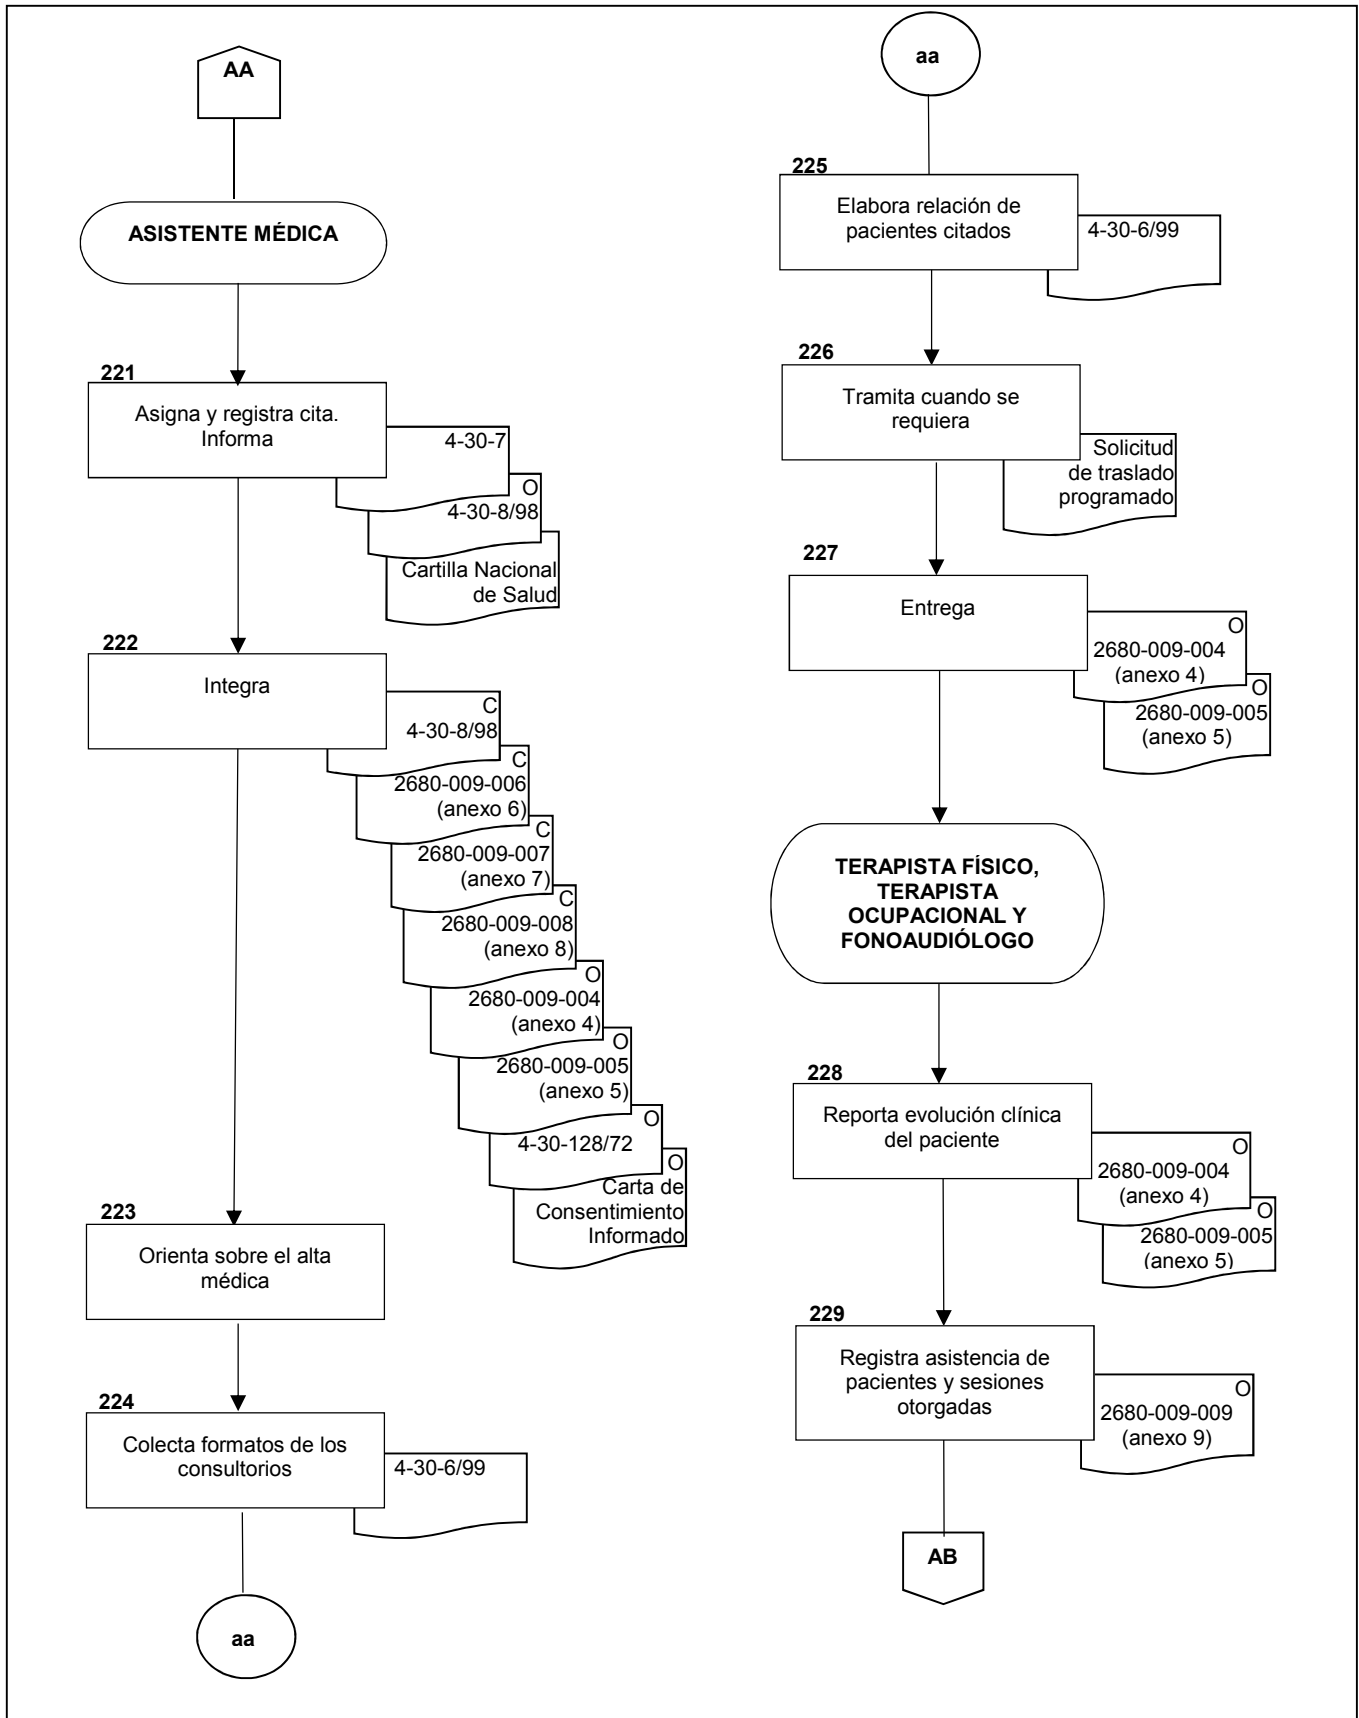 AA
ASISTENTE MÉDICA
221
Asigna y registra cita.
Informa
4-30-7
O
4-30-8/98
Cartilla Nacional
de Salud
222
Integra
C
4-30-8/98
C
2680-009-006
(anexo 6)
C
2680-009-007
(anexo 7)
C
2680-009-008
(anexo 8)
O
2680-009-004
(anexo 4)
O
2680-009-005
(anexo 5)
O
4-30-128/72
O
Carta de
Consentimiento
Informado
223
Orienta sobre el alta
médica
224
Colecta formatos de los
consultorios
4-30-6/99
aa
aa
225
Elabora relación de
pacientes citados
4-30-6/99
226
Tramita cuando se
requiera
Solicitud
de traslado
programado
227
Entrega
O
2680-009-004
(anexo 4)
O
2680-009-005
(anexo 5)
TERAPISTA FÍSICO,
TERAPISTA
OCUPACIONAL Y
FONOAUDIÓLOGO
228
Reporta evolución clínica
del paciente
O
2680-009-004
(anexo 4)
O
2680-009-005
(anexo 5)
229
Registra asistencia de
pacientes y sesiones
otorgadas
O
2680-009-009
(anexo 9)
AB